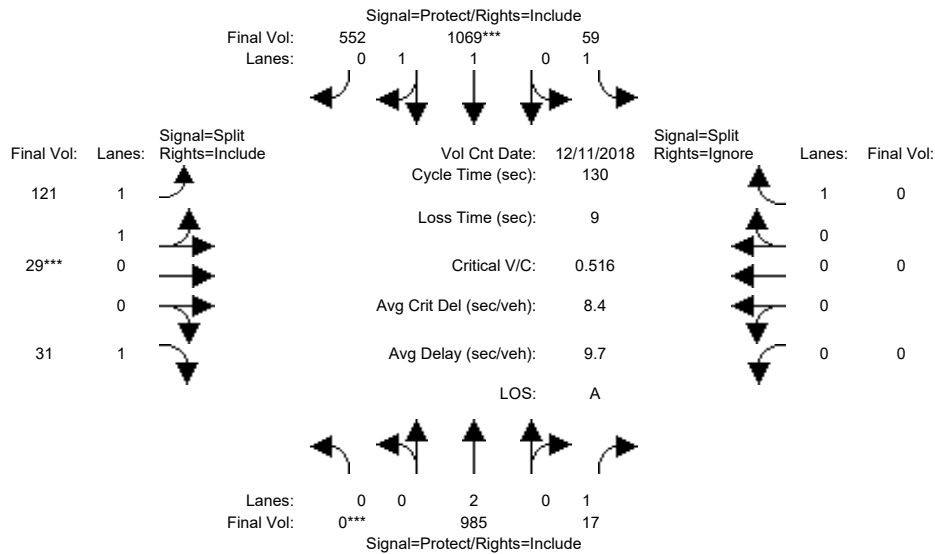 Signal=Protect/Rights=Include
Final Vol: 552 1069*** 59
Lanes: 0 1 1 0 1
Signal=Split Signal=Split
Final Vol: Lanes: Rights=Include Vol Cnt Date: 12/11/2018 Rights=Ignore Lanes: Final Vol:
Cycle Time (sec): 130
121 1 1 0
Loss Time (sec): 9
1 0
29*** 0 Critical V/C: 0.516 0 0
0 Avg Crit Del (sec/veh): 8.4 0
31 1 Avg Delay (sec/veh): 9.7 0 0
LOS: A
Lanes: 0 0 2 0 1
Final Vol: 0*** 985 17
Signal=Protect/Rights=Include